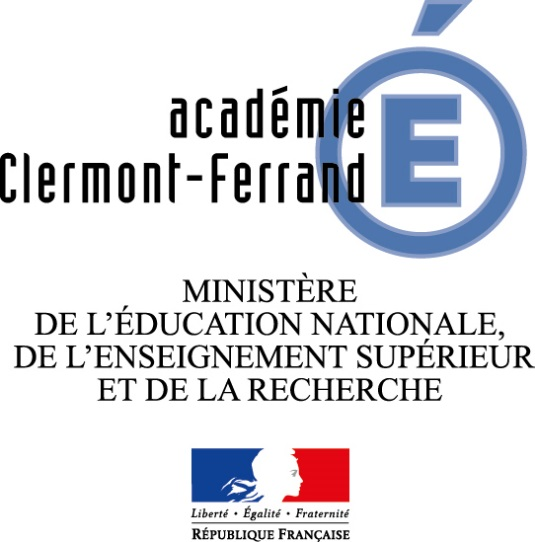 académie
Clermont-Ferrand
É
MINISTÈRE
DE L'ÉDUCATION NATIONALE,
DE L'ENSEIGNEMENT SUPÉRIEUR
ET DE LA RECHERCHE
Liberté • Égalité • Fraternité
RÉPUBLIQUE FRANÇAISE